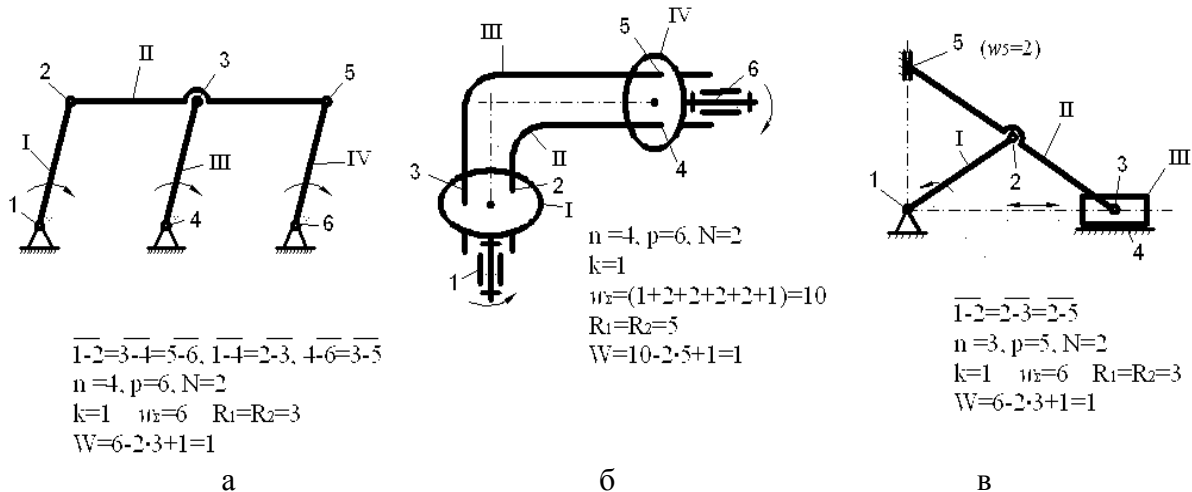 II
2
3
5
I
III
IV
1
4
6
1-2=3-4=5-6, 1-4=2-3, 4-6=3-5
n =4, p=6, N=2
k=1 wΣ=6 R1=R2=3
W=6-2·3+1=1
а
5
IV
III
6
II
4
3
2
I
1
n =4, p=6, N=2
k=1
wΣ=(1+2+2+2+2+1)=10
R1=R2=5
W=10-2·5+1=1
б
5 (w5=2)
II
I
III
1
2
3
4
1-2=2-3=2-5
n =3, p=5, N=2
k=1 wΣ=6 R1=R2=3
W=6-2·3+1=1
в